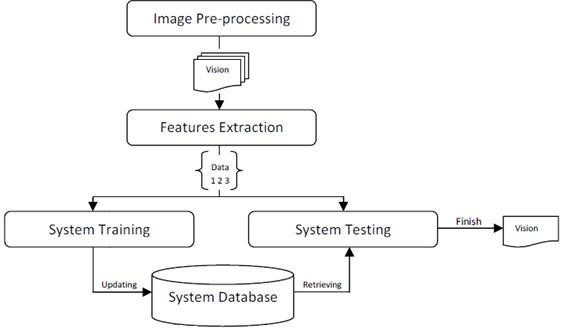 Image Pre-processing
Vision
Features Extraction
Data
1 2 3
System Training
System Testing
Finish
Vision
Updating
System Database
Retrieving